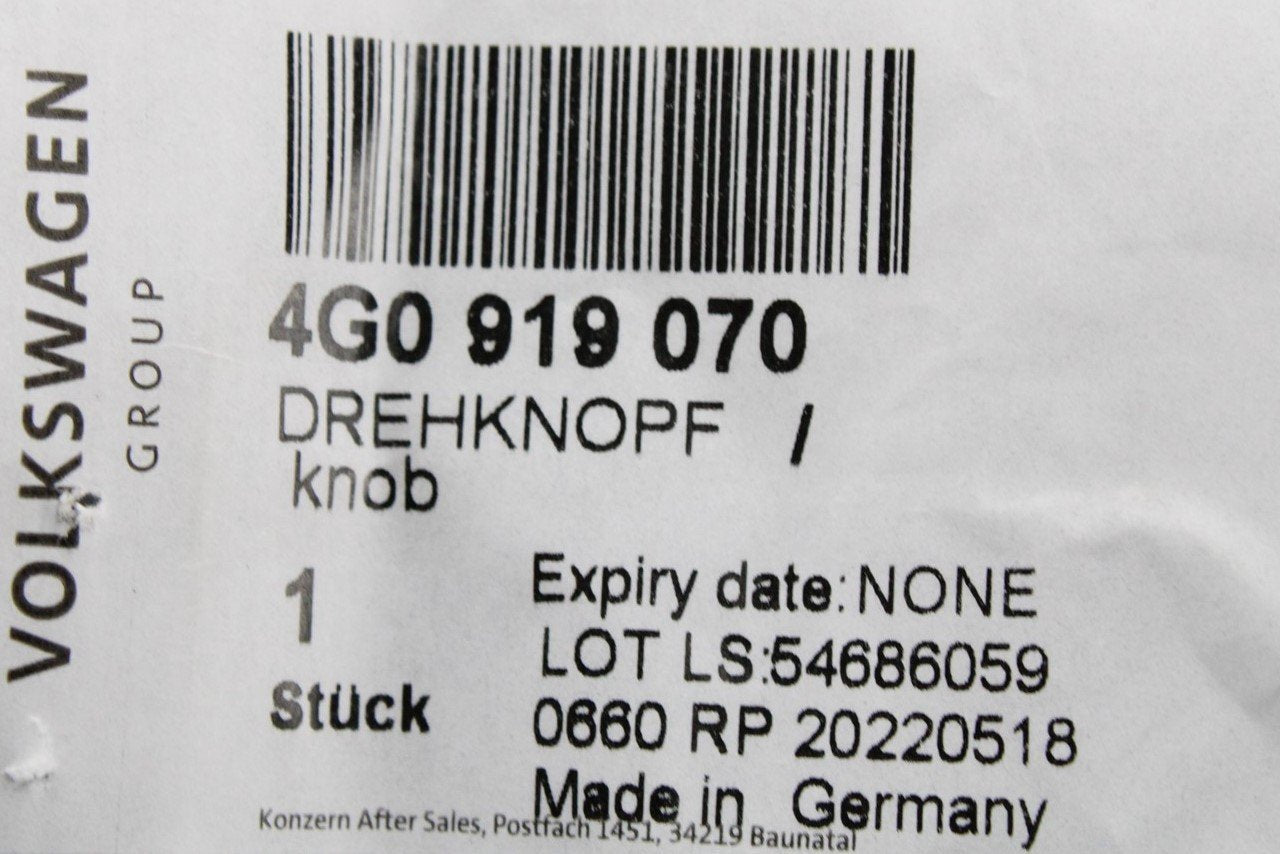 VOLKSWAGEN
GROUP
4G0 919 070
DREHKNOPF /
knob
1
Stück
Expiry date:NONE
LOT LS:54686059
0660 RP 20220518
Made in Germany
Konzern After Sales, Postfach 1451, 34219 Baunatal